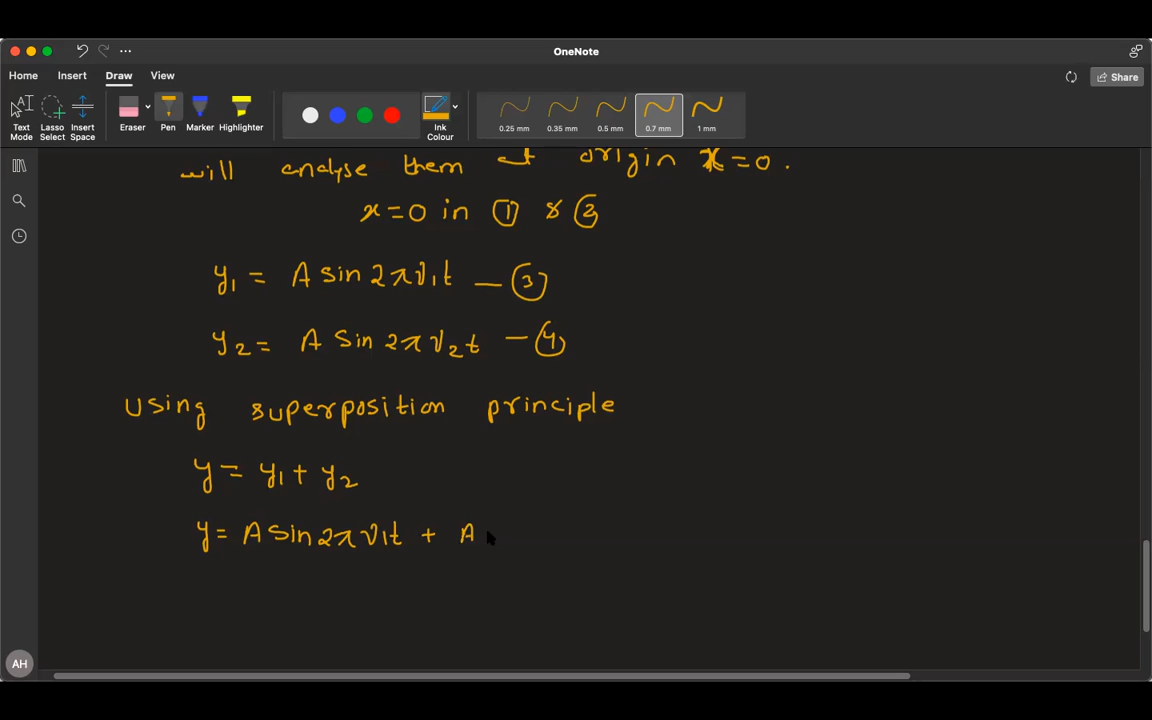 OneNote
Home Insert Draw View
Share
Text Mode
Lasso Select
Insert Space
Eraser
Pen
Marker
Highlighter
Ink Colour
0.25 mm
0.35 mm
0.5 mm
0.7 mm
1 mm
will analyse them at origin x=0.
x=0 in ① & ②
y₁ = A sin 2πν₁t — ③
y₂ = A sin 2πν₂t — ④
using superposition principle
y = y₁ + y₂
y = A sin 2πν₁t + A
AH